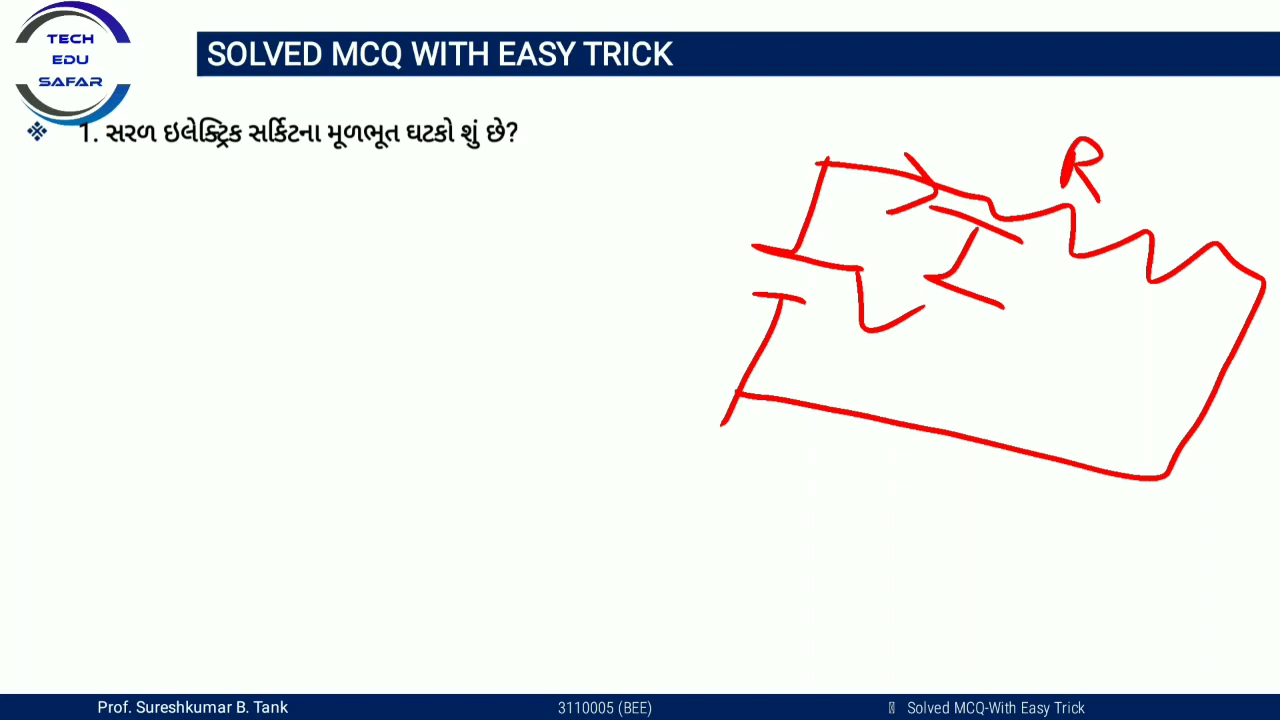 TECH
EDU
SAFAR
SOLVED MCQ WITH EASY TRICK
1. સરળ ઇલેક્ટ્રિક સર્કિટના મૂળભૂત ઘટકો શું છે?
R
I
V
Prof. Sureshkumar B. Tank
3110005 (BEE)
Solved MCQ-With Easy Trick